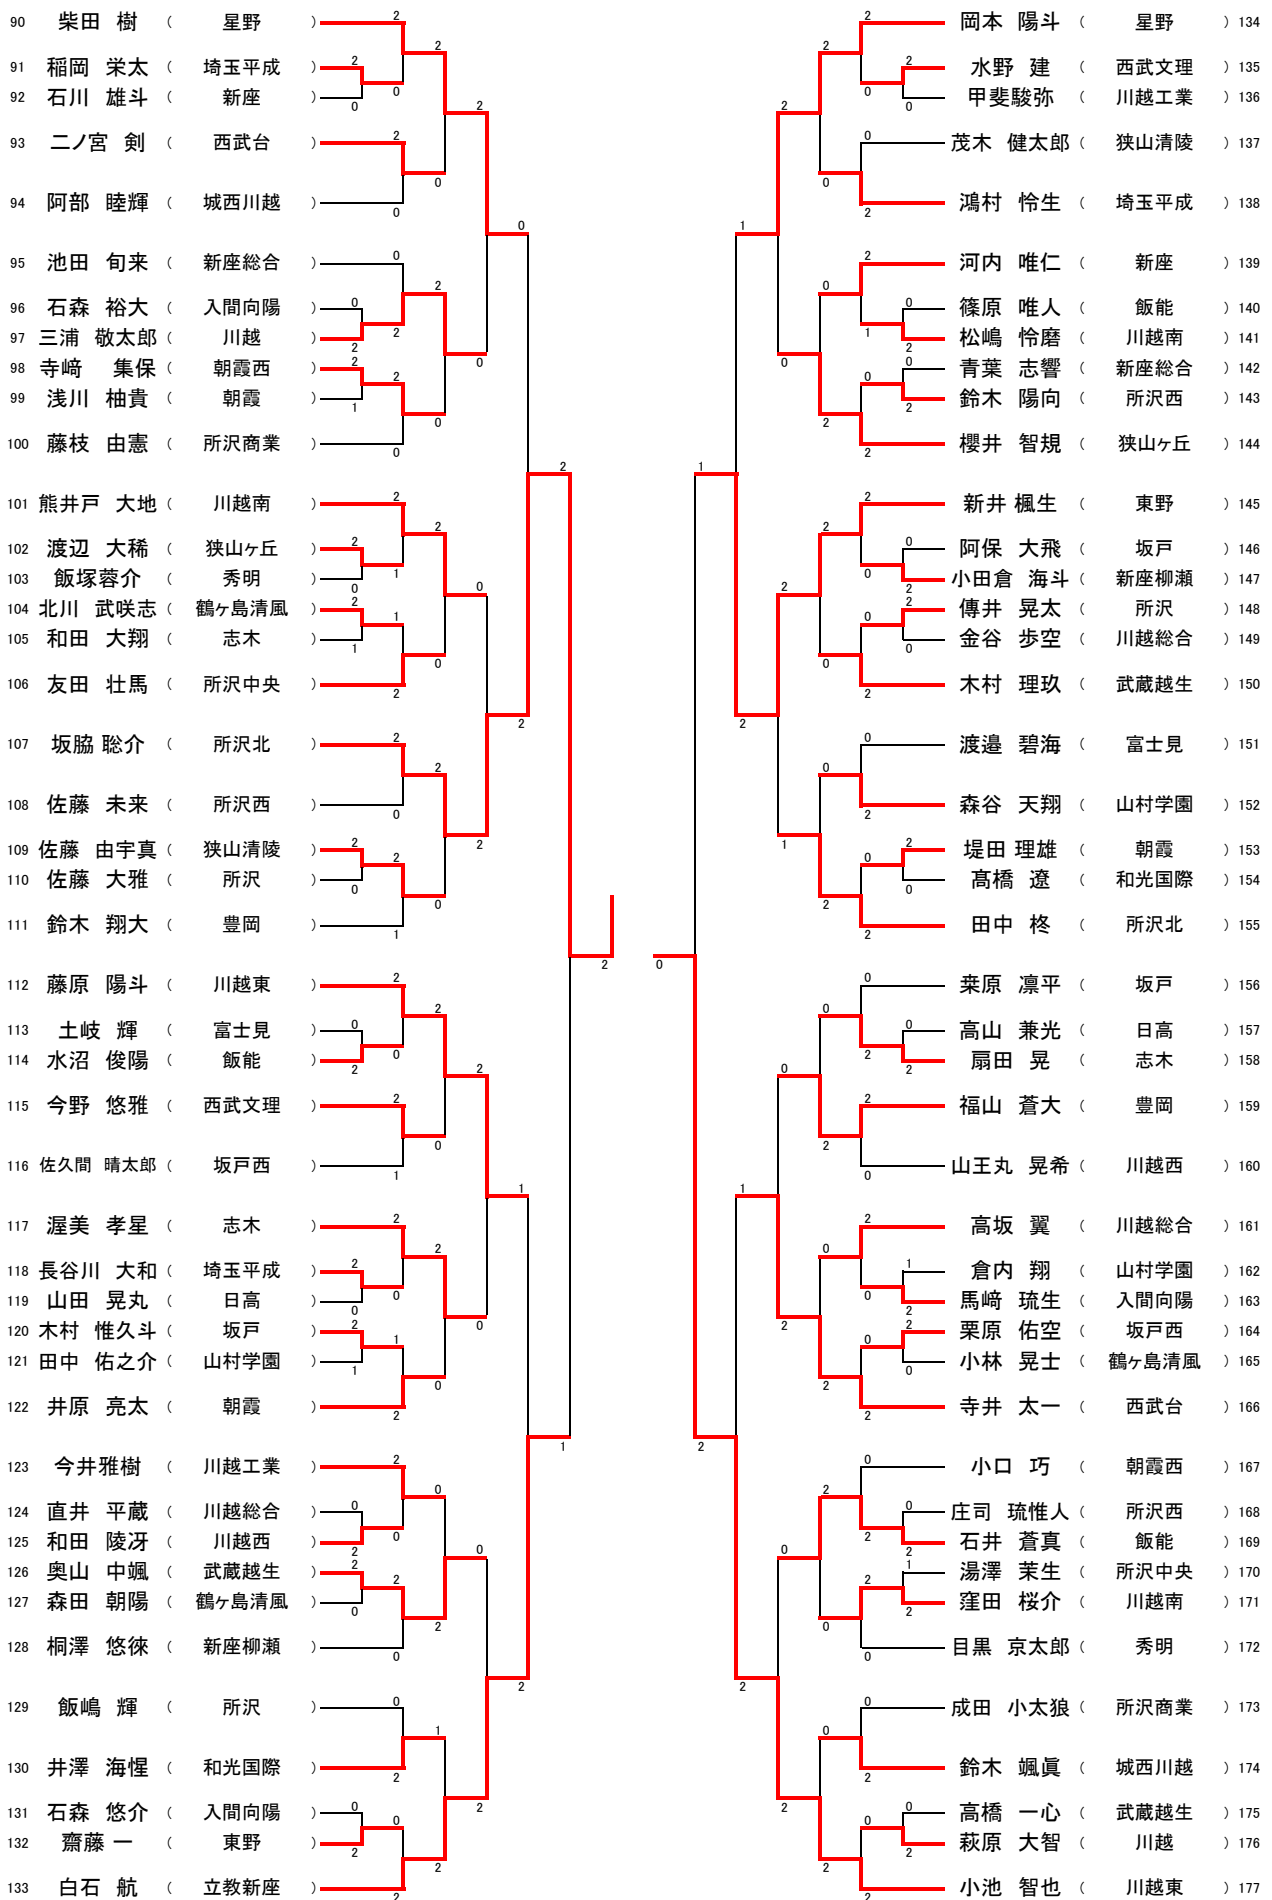 90 柴田 樹 ( 星野 )
91 稲岡 栄太 ( 埼玉平成 )
92 石川 雄斗 ( 新座 )
93 二ノ宮 剣 ( 西武台 )
94 阿部 睦輝 ( 城西川越 )
95 池田 旬来 ( 新座総合 )
96 石森 裕大 ( 入間向陽 )
97 三浦 敬太郎 ( 川越 )
98 寺﨑 集保 ( 朝霞西 )
99 浅川 柚貴 ( 朝霞 )
100 藤枝 由憲 ( 所沢商業 )
101 熊井戸 大地 ( 川越南 )
102 渡辺 大稀 ( 狭山ヶ丘 )
103 飯塚蓉介 ( 秀明 )
104 北川 武咲志 ( 鶴ヶ島清風 )
105 和田 大翔 ( 志木 )
106 友田 壮馬 ( 所沢中央 )
107 坂脇 聡介 ( 所沢北 )
108 佐藤 未来 ( 所沢西 )
109 佐藤 由宇真 ( 狭山清陵 )
110 佐藤 大雅 ( 所沢 )
111 鈴木 翔大 ( 豊岡 )
112 藤原 陽斗 ( 川越東 )
113 土岐 輝 ( 富士見 )
114 水沼 俊陽 ( 飯能 )
115 今野 悠雅 ( 西武文理 )
116 佐久間 晴太郎 ( 坂戸西 )
117 渥美 孝星 ( 志木 )
118 長谷川 大和 ( 埼玉平成 )
119 山田 晃丸 ( 日高 )
120 木村 惟久斗 ( 坂戸 )
121 田中 佑之介 ( 山村学園 )
122 井原 亮太 ( 朝霞 )
123 今井雅樹 ( 川越工業 )
124 直井 平蔵 ( 川越総合 )
125 和田 陵冴 ( 川越西 )
126 奥山 中颯 ( 武蔵越生 )
127 森田 朝陽 ( 鶴ヶ島清風 )
128 桐澤 悠徠 ( 新座柳瀬 )
129 飯嶋 輝 ( 所沢 )
130 井澤 海惺 ( 和光国際 )
131 石森 悠介 ( 入間向陽 )
132 齋藤 一 ( 東野 )
133 白石 航 ( 立教新座 )
岡本 陽斗 ( 星野 ) 134
水野 建 ( 西武文理 ) 135
甲斐駿弥 ( 川越工業 ) 136
茂木 健太郎 ( 狭山清陵 ) 137
鴻村 怜生 ( 埼玉平成 ) 138
河内 唯仁 ( 新座 ) 139
篠原 唯人 ( 飯能 ) 140
松嶋 怜磨 ( 川越南 ) 141
青葉 志響 ( 新座総合 ) 142
鈴木 陽向 ( 所沢西 ) 143
櫻井 智規 ( 狭山ヶ丘 ) 144
新井 楓生 ( 東野 ) 145
阿保 大飛 ( 坂戸 ) 146
小田倉 海斗 ( 新座柳瀬 ) 147
傳井 晃太 ( 所沢 ) 148
金谷 歩空 ( 川越総合 ) 149
木村 理玖 ( 武蔵越生 ) 150
渡邉 碧海 ( 富士見 ) 151
森谷 天翔 ( 山村学園 ) 152
堤田 理雄 ( 朝霞 ) 153
髙橋 遼 ( 和光国際 ) 154
田中 柊 ( 所沢北 ) 155
桒原 凛平 ( 坂戸 ) 156
高山 兼光 ( 日高 ) 157
扇田 晃 ( 志木 ) 158
福山 蒼大 ( 豊岡 ) 159
山王丸 晃希 ( 川越西 ) 160
高坂 翼 ( 川越総合 ) 161
倉内 翔 ( 山村学園 ) 162
馬﨑 琉生 ( 入間向陽 ) 163
栗原 佑空 ( 坂戸西 ) 164
小林 晃士 ( 鶴ヶ島清風 ) 165
寺井 太一 ( 西武台 ) 166
小口 巧 ( 朝霞西 ) 167
庄司 琉惟人 ( 所沢西 ) 168
石井 蒼真 ( 飯能 ) 169
湯澤 茉生 ( 所沢中央 ) 170
窪田 桜介 ( 川越南 ) 171
目黒 京太郎 ( 秀明 ) 172
成田 小太狼 ( 所沢商業 ) 173
鈴木 颯眞 ( 城西川越 ) 174
高橋 一心 ( 武蔵越生 ) 175
萩原 大智 ( 川越 ) 176
小池 智也 ( 川越東 ) 177